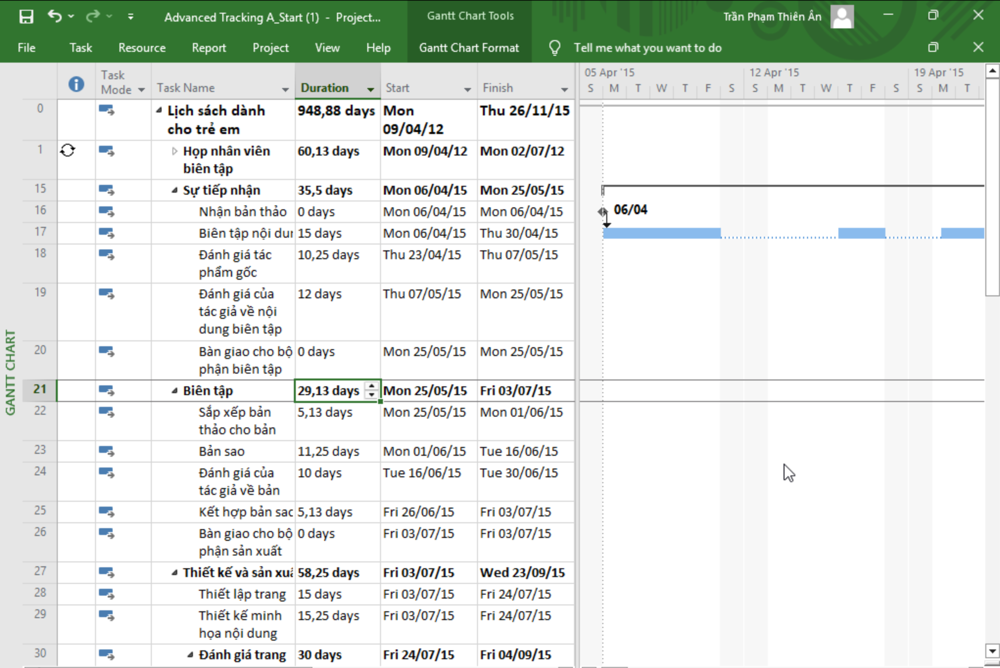 Advanced Tracking A_Start (1) - Project...
Gantt Chart Tools
Trần Phạm Thiên Ân
File Task Resource Report Project View Help Gantt Chart Format Tell me what you want to do
Task Mode Task Name Duration Start Finish
05 Apr '15 12 Apr '15 19 Apr '15
S M T W T F S S M T W T F S S M T
0 Lịch sách dành 948,88 days Mon Thu 26/11/15
cho trẻ em 09/04/12
1 Họp nhân viên 60,13 days Mon 09/04/12 Mon 02/07/12
biên tập
15 Sự tiếp nhận 35,5 days Mon 06/04/15 Mon 25/05/15
16 Nhận bản thảo 0 days Mon 06/04/15 Mon 06/04/15 06/04
17 Biên tập nội dun 15 days Mon 06/04/15 Thu 30/04/15
18 Đánh giá tác 10,25 days Thu 23/04/15 Thu 07/05/15
phẩm gốc
19 Đánh giá của 12 days Thu 07/05/15 Mon 25/05/15
tác giả về nội
dung biên tập
20 Bàn giao cho bộ 0 days Mon 25/05/15 Mon 25/05/15
phận biên tập
21 Biên tập 29,13 days Mon 25/05/15 Fri 03/07/15
22 Sắp xếp bản 5,13 days Mon 25/05/15 Mon 01/06/15
thảo cho bản
23 Bản sao 11,25 days Mon 01/06/15 Tue 16/06/15
24 Đánh giá của 10 days Tue 16/06/15 Tue 30/06/15
tác giả về bản
25 Kết hợp bản sao 5,13 days Fri 26/06/15 Fri 03/07/15
26 Bàn giao cho bộ 0 days Fri 03/07/15 Fri 03/07/15
phận sản xuất
27 Thiết kế và sản xuấ 58,25 days Fri 03/07/15 Wed 23/09/15
28 Thiết lập trang 15 days Fri 03/07/15 Fri 24/07/15
29 Thiết kế minh 15,25 days Fri 03/07/15 Fri 24/07/15
họa nội dung
30 Đánh giá trang 30 days Fri 24/07/15 Fri 04/09/15
GANTT CHART